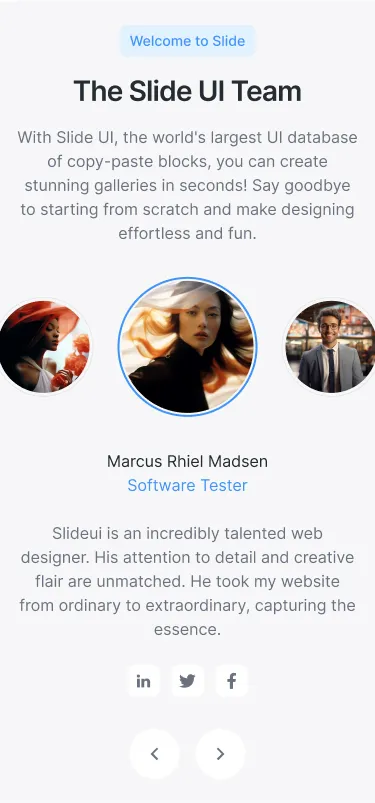 Welcome to Slide
The Slide UI Team
With Slide UI, the world's largest UI database
of copy-paste blocks, you can create
stunning galleries in seconds! Say goodbye
to starting from scratch and make designing
effortless and fun.
Marcus Rhiel Madsen
Software Tester
Slideui is an incredibly talented web
designer. His attention to detail and creative
flair are unmatched. He took my website
from ordinary to extraordinary, capturing the
essence.
in